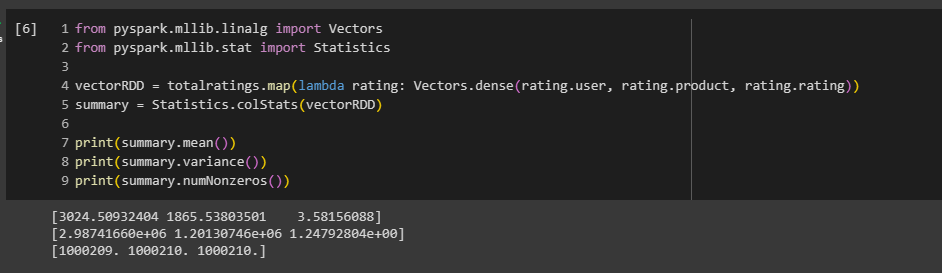 [6] 1 from pyspark.mllib.linalg import Vectors
2 from pyspark.mllib.stat import Statistics
3
4 vectorRDD = totalratings.map(lambda rating: Vectors.dense(rating.user, rating.product, rating.rating))
5 summary = Statistics.colStats(vectorRDD)
6
7 print(summary.mean())
8 print(summary.variance())
9 print(summary.numNonzeros())
[3024.50932404 1865.53803501    3.58156088]
[2.98741660e+06 1.20130746e+06 1.24792804e+00]
[1000209. 1000210. 1000210.]